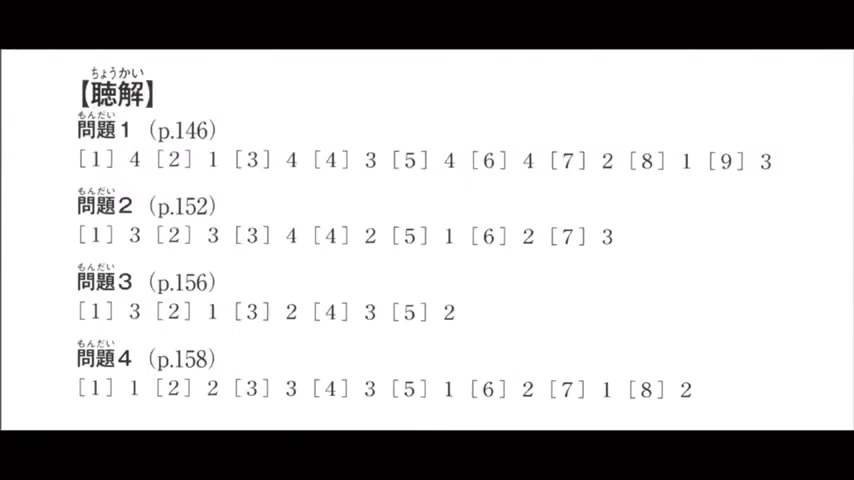 ちょうかい
【聴解】
もんだい
問題1 (p.146)
[1] 4 [2] 1 [3] 4 [4] 3 [5] 4 [6] 4 [7] 2 [8] 1 [9] 3
もんだい
問題2 (p.152)
[1] 3 [2] 3 [3] 4 [4] 2 [5] 1 [6] 2 [7] 3
もんだい
問題3 (p.156)
[1] 3 [2] 1 [3] 2 [4] 3 [5] 2
もんだい
問題4 (p.158)
[1] 1 [2] 2 [3] 3 [4] 3 [5] 1 [6] 2 [7] 1 [8] 2